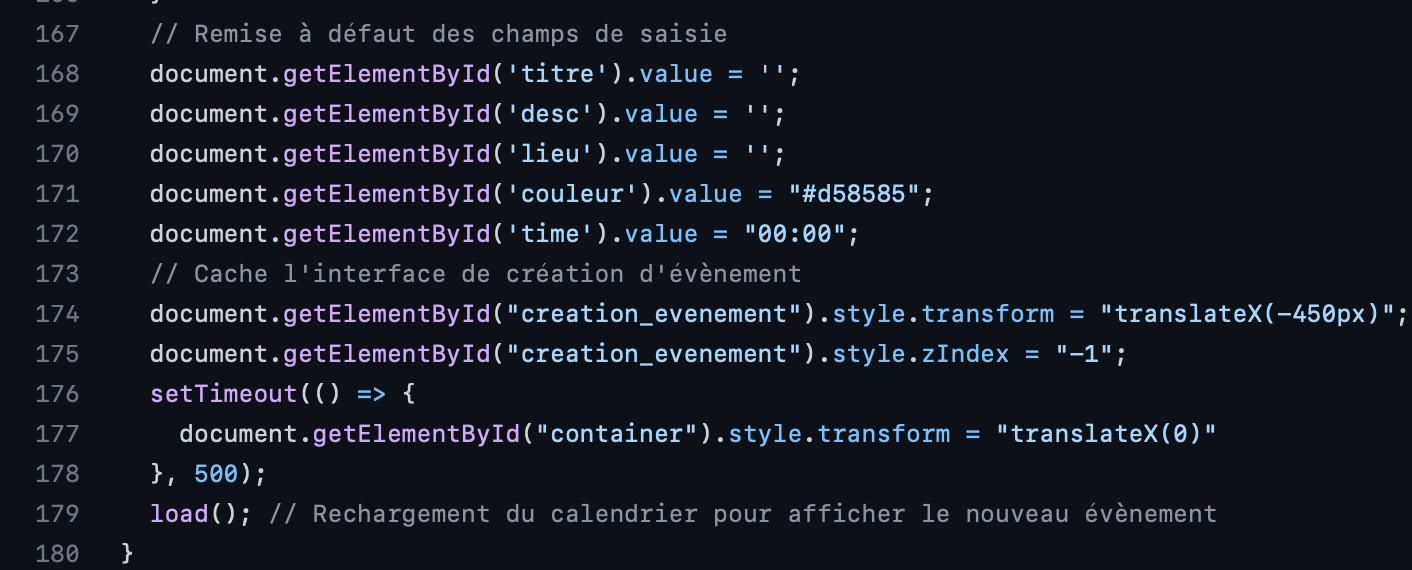 167 // Remise à défaut des champs de saisie
168 document.getElementById('titre').value = '';
169 document.getElementById('desc').value = '';
170 document.getElementById('lieu').value = '';
171 document.getElementById('couleur').value = "#d58585";
172 document.getElementById('time').value = "00:00";
173 // Cache l'interface de création d'évènement
174 document.getElementById("creation_evenement").style.transform = "translateX(-450px)";
175 document.getElementById("creation_evenement").style.zIndex = "-1";
176 setTimeout(() => {
177 document.getElementById("container").style.transform = "translateX(0)"
178 }, 500);
179 load(); // Rechargement du calendrier pour afficher le nouveau évènement
180 }